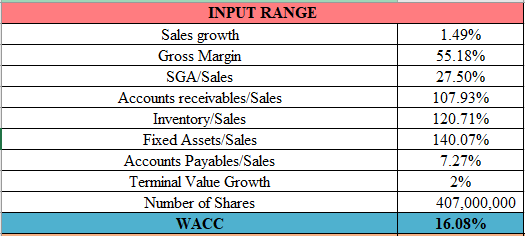 INPUT RANGE
Sales growth 1.49%
Gross Margin 55.18%
SGA/Sales 27.50%
Accounts receivables/Sales 107.93%
Inventory/Sales 120.71%
Fixed Assets/Sales 140.07%
Accounts Payables/Sales 7.27%
Terminal Value Growth 2%
Number of Shares 407,000,000
WACC 16.08%